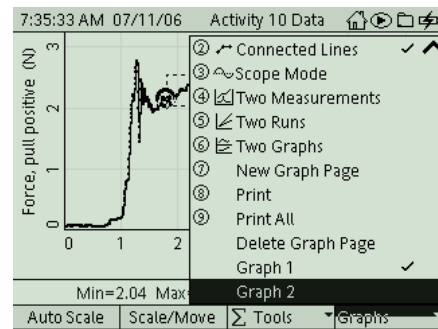 7:35:33 AM 07/11/06 Activity 10 Data
② Connected Lines ✓
③ Scope Mode
④ Two Measurements
⑤ Two Runs
⑥ Two Graphs
⑦ New Graph Page
⑧ Print
⑨ Print All
Delete Graph Page
Graph 1 ✓
Graph 2
Force, pull positive (N)
3
2
1
0
0 1 2
Min=2.04 Max=
Auto Scale Scale/Move Σ Tools Graphs